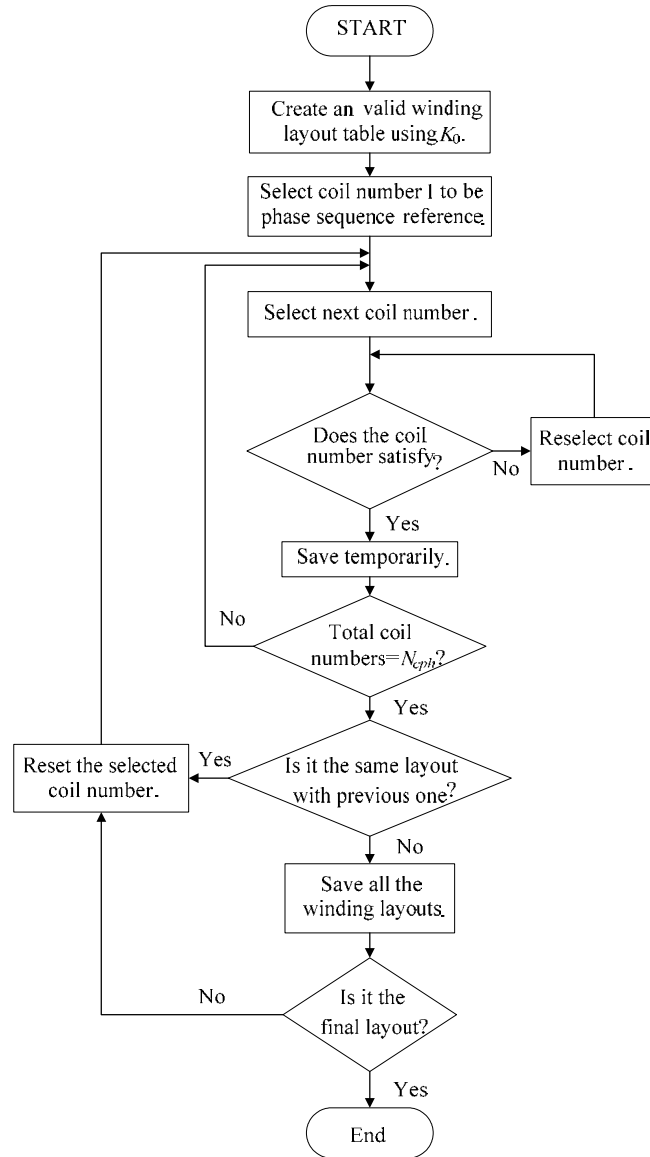 START
Create an valid winding
layout table using K0.
Select coil number 1 to be
phase sequence reference.
Select next coil number.
Does the coil
number satisfy?
No
Reselect coil
number.
Yes
Save temporarily.
No
Total coil
numbers=Ncph?
Yes
Reset the selected
coil number.
Yes
Is it the same layout
with previous one?
No
Save all the
winding layouts.
No
Is it the
final layout?
Yes
End